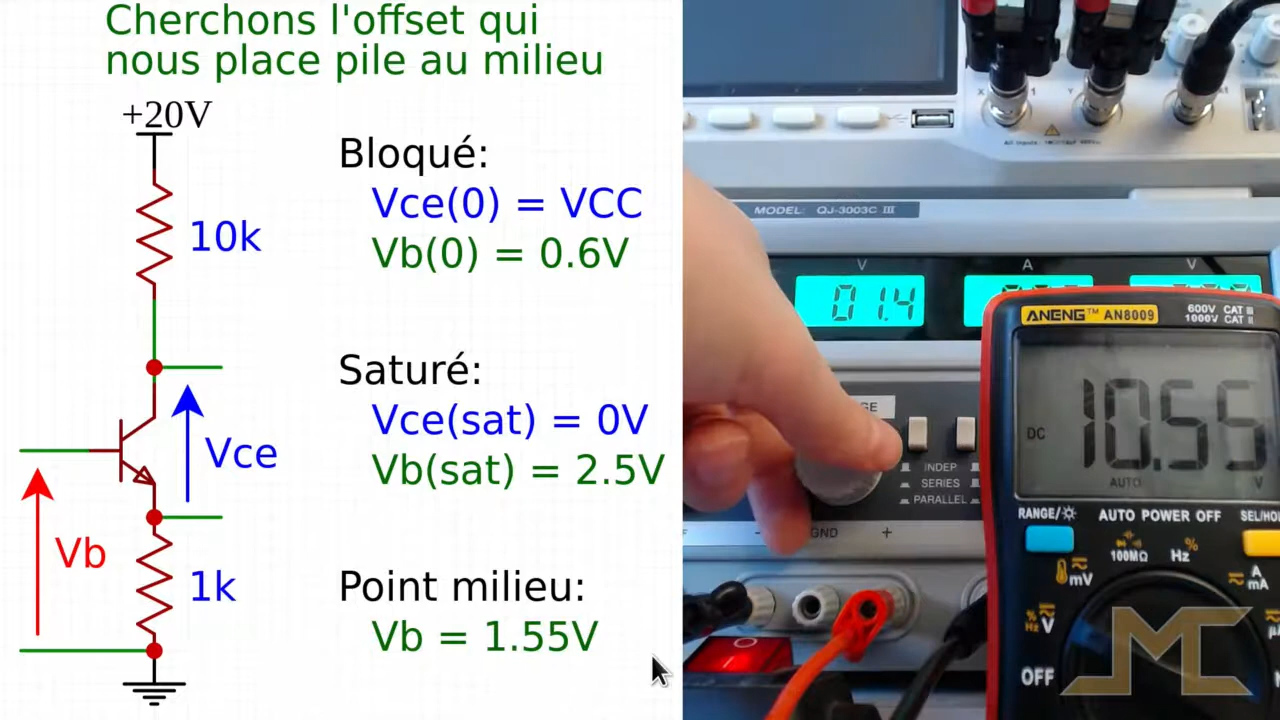 Cherchons l'offset qui
nous place pile au milieu
+20V
10k
Vce
Vb
1k
Bloqué:
Vce(0) = VCC
Vb(0) = 0.6V
Saturé:
Vce(sat) = 0V
Vb(sat) = 2.5V
Point milieu:
Vb = 1.55V
MODEL: QJ-3003C III
V
A
V
01.4
INDEP
SERIES
PARALLEL
GND
+
ANENG™ AN8009
600V CAT III
1000V CAT II
DC
10.55
AUTO
V
RANGE/
AUTO POWER OFF
SEL/HO
100MΩ
Hz
%
mV
A
mA
Hz
%
V
OFF
MC